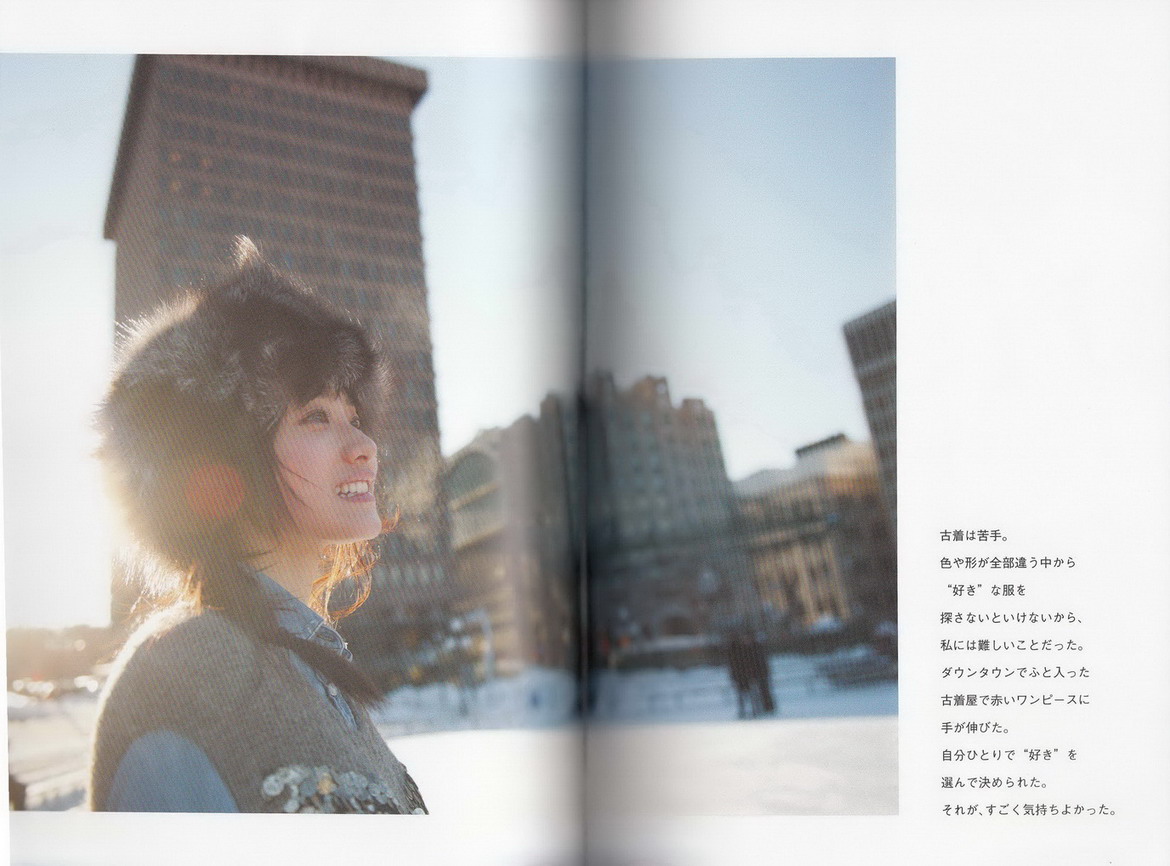 古着は苦手。
色や形が全部違う中から
“好き”な服を
探さないといけないから、
私には難しいことだった。
ダウンタウンでふと入った
古着屋で赤いワンピースに
手が伸びた。
自分ひとりで“好き”を
選んで決められた。
それが、すごく気持ちよかった。